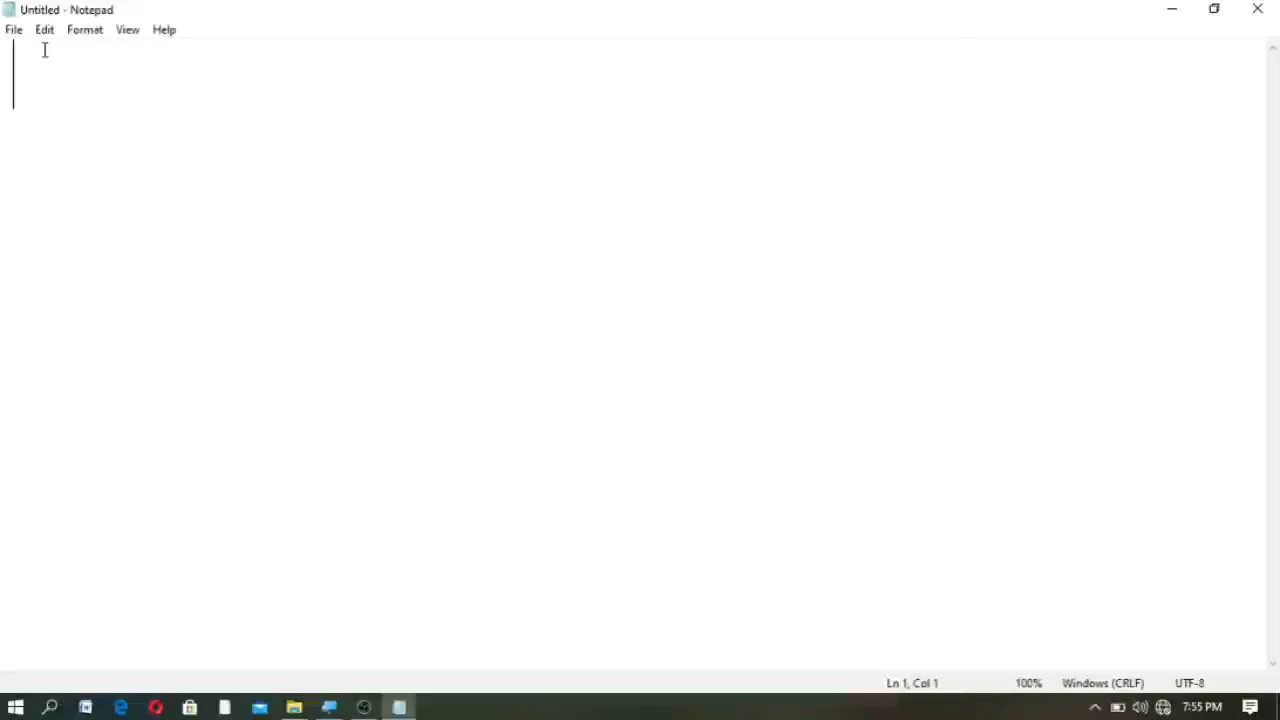 Untitled - Notepad
File Edit Format View Help
Ln 1, Col 1 100% Windows (CRLF) UTF-8
7:55 PM